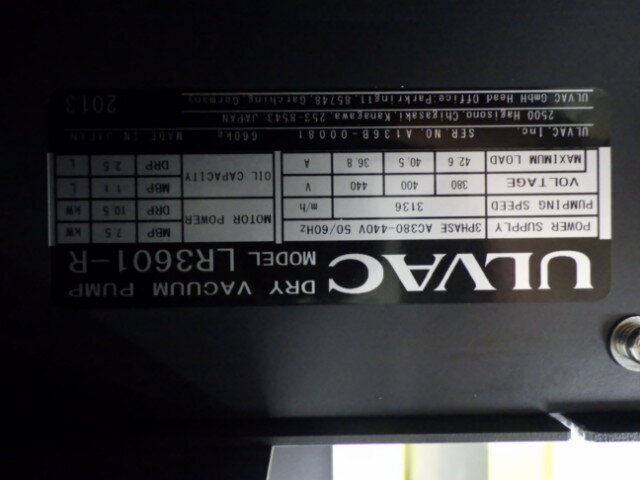 ULVAC DRY VACUUM PUMP
MODEL LR3601-R
POWER SUPPLY 3PHASE AC380-440V 50/60Hz MOTOR POWER MBP 7.5 kW
PUMPING SPEED 3136 m/h DRP 10.5 kW
VOLTAGE 380 400 440 V OIL CAPACITY MBP 1.1 L
MAXIMUM LOAD 42.6 40.5 36.8 A DRP 2.5 L
ULVAC, Inc. SER NO. A1136B-00081 660kg MADE IN JAPAN
2500 Hagisono, Chigasaki, Kanagawa 253-8543 JAPAN
ULVAC GmbH Head Office:Parkring11, 85748, Garching, Germany 2013